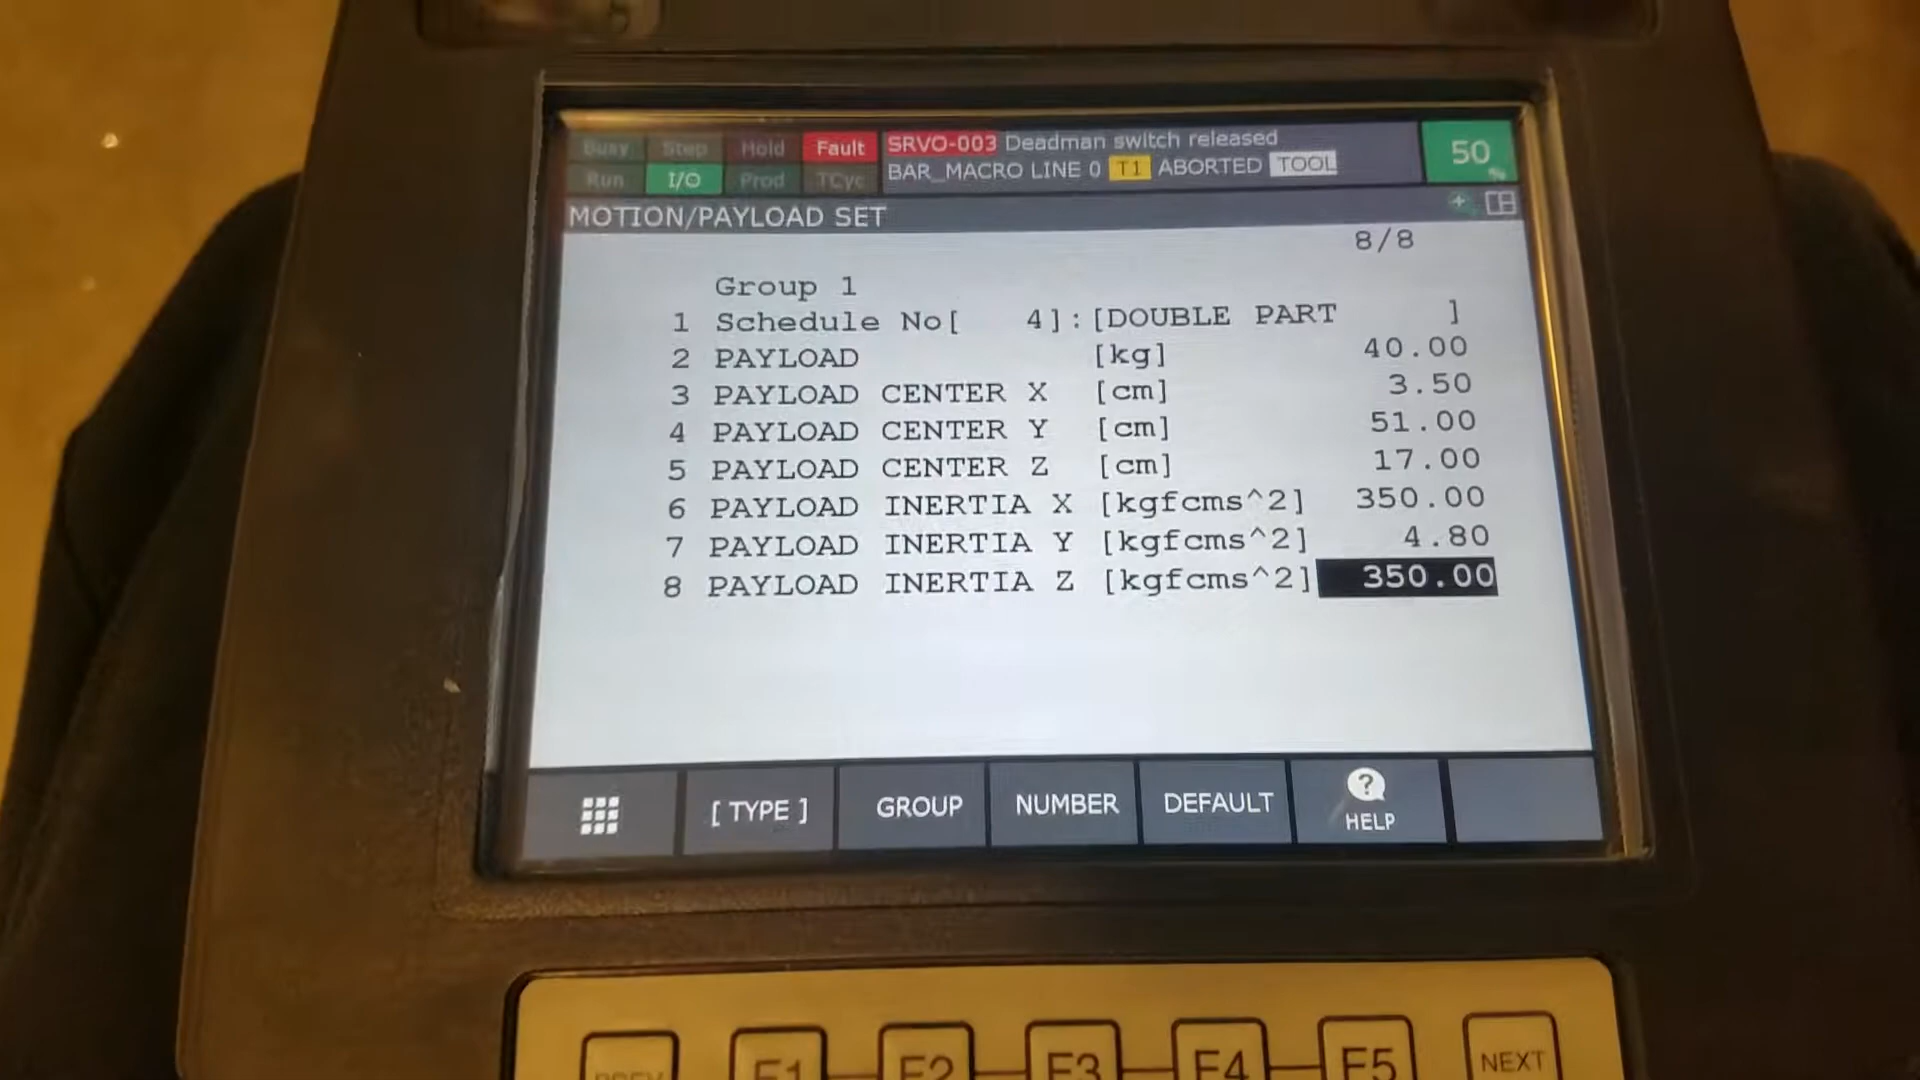 Busy Step Hold Fault SRVO-003 Deadman switch released 50 %
Run I/O Prod TCyc BAR_MACRO LINE 0 T1 ABORTED TOOL
MOTION/PAYLOAD SET
8/8
Group 1
1 Schedule No[ 4]:[DOUBLE PART ]
2 PAYLOAD [kg] 40.00
3 PAYLOAD CENTER X [cm] 3.50
4 PAYLOAD CENTER Y [cm] 51.00
5 PAYLOAD CENTER Z [cm] 17.00
6 PAYLOAD INERTIA X [kgfcms^2] 350.00
7 PAYLOAD INERTIA Y [kgfcms^2] 4.80
8 PAYLOAD INERTIA Z [kgfcms^2] 350.00
[ TYPE ] GROUP NUMBER DEFAULT ? HELP
PREV F1 F2 F3 F4 F5 NEXT